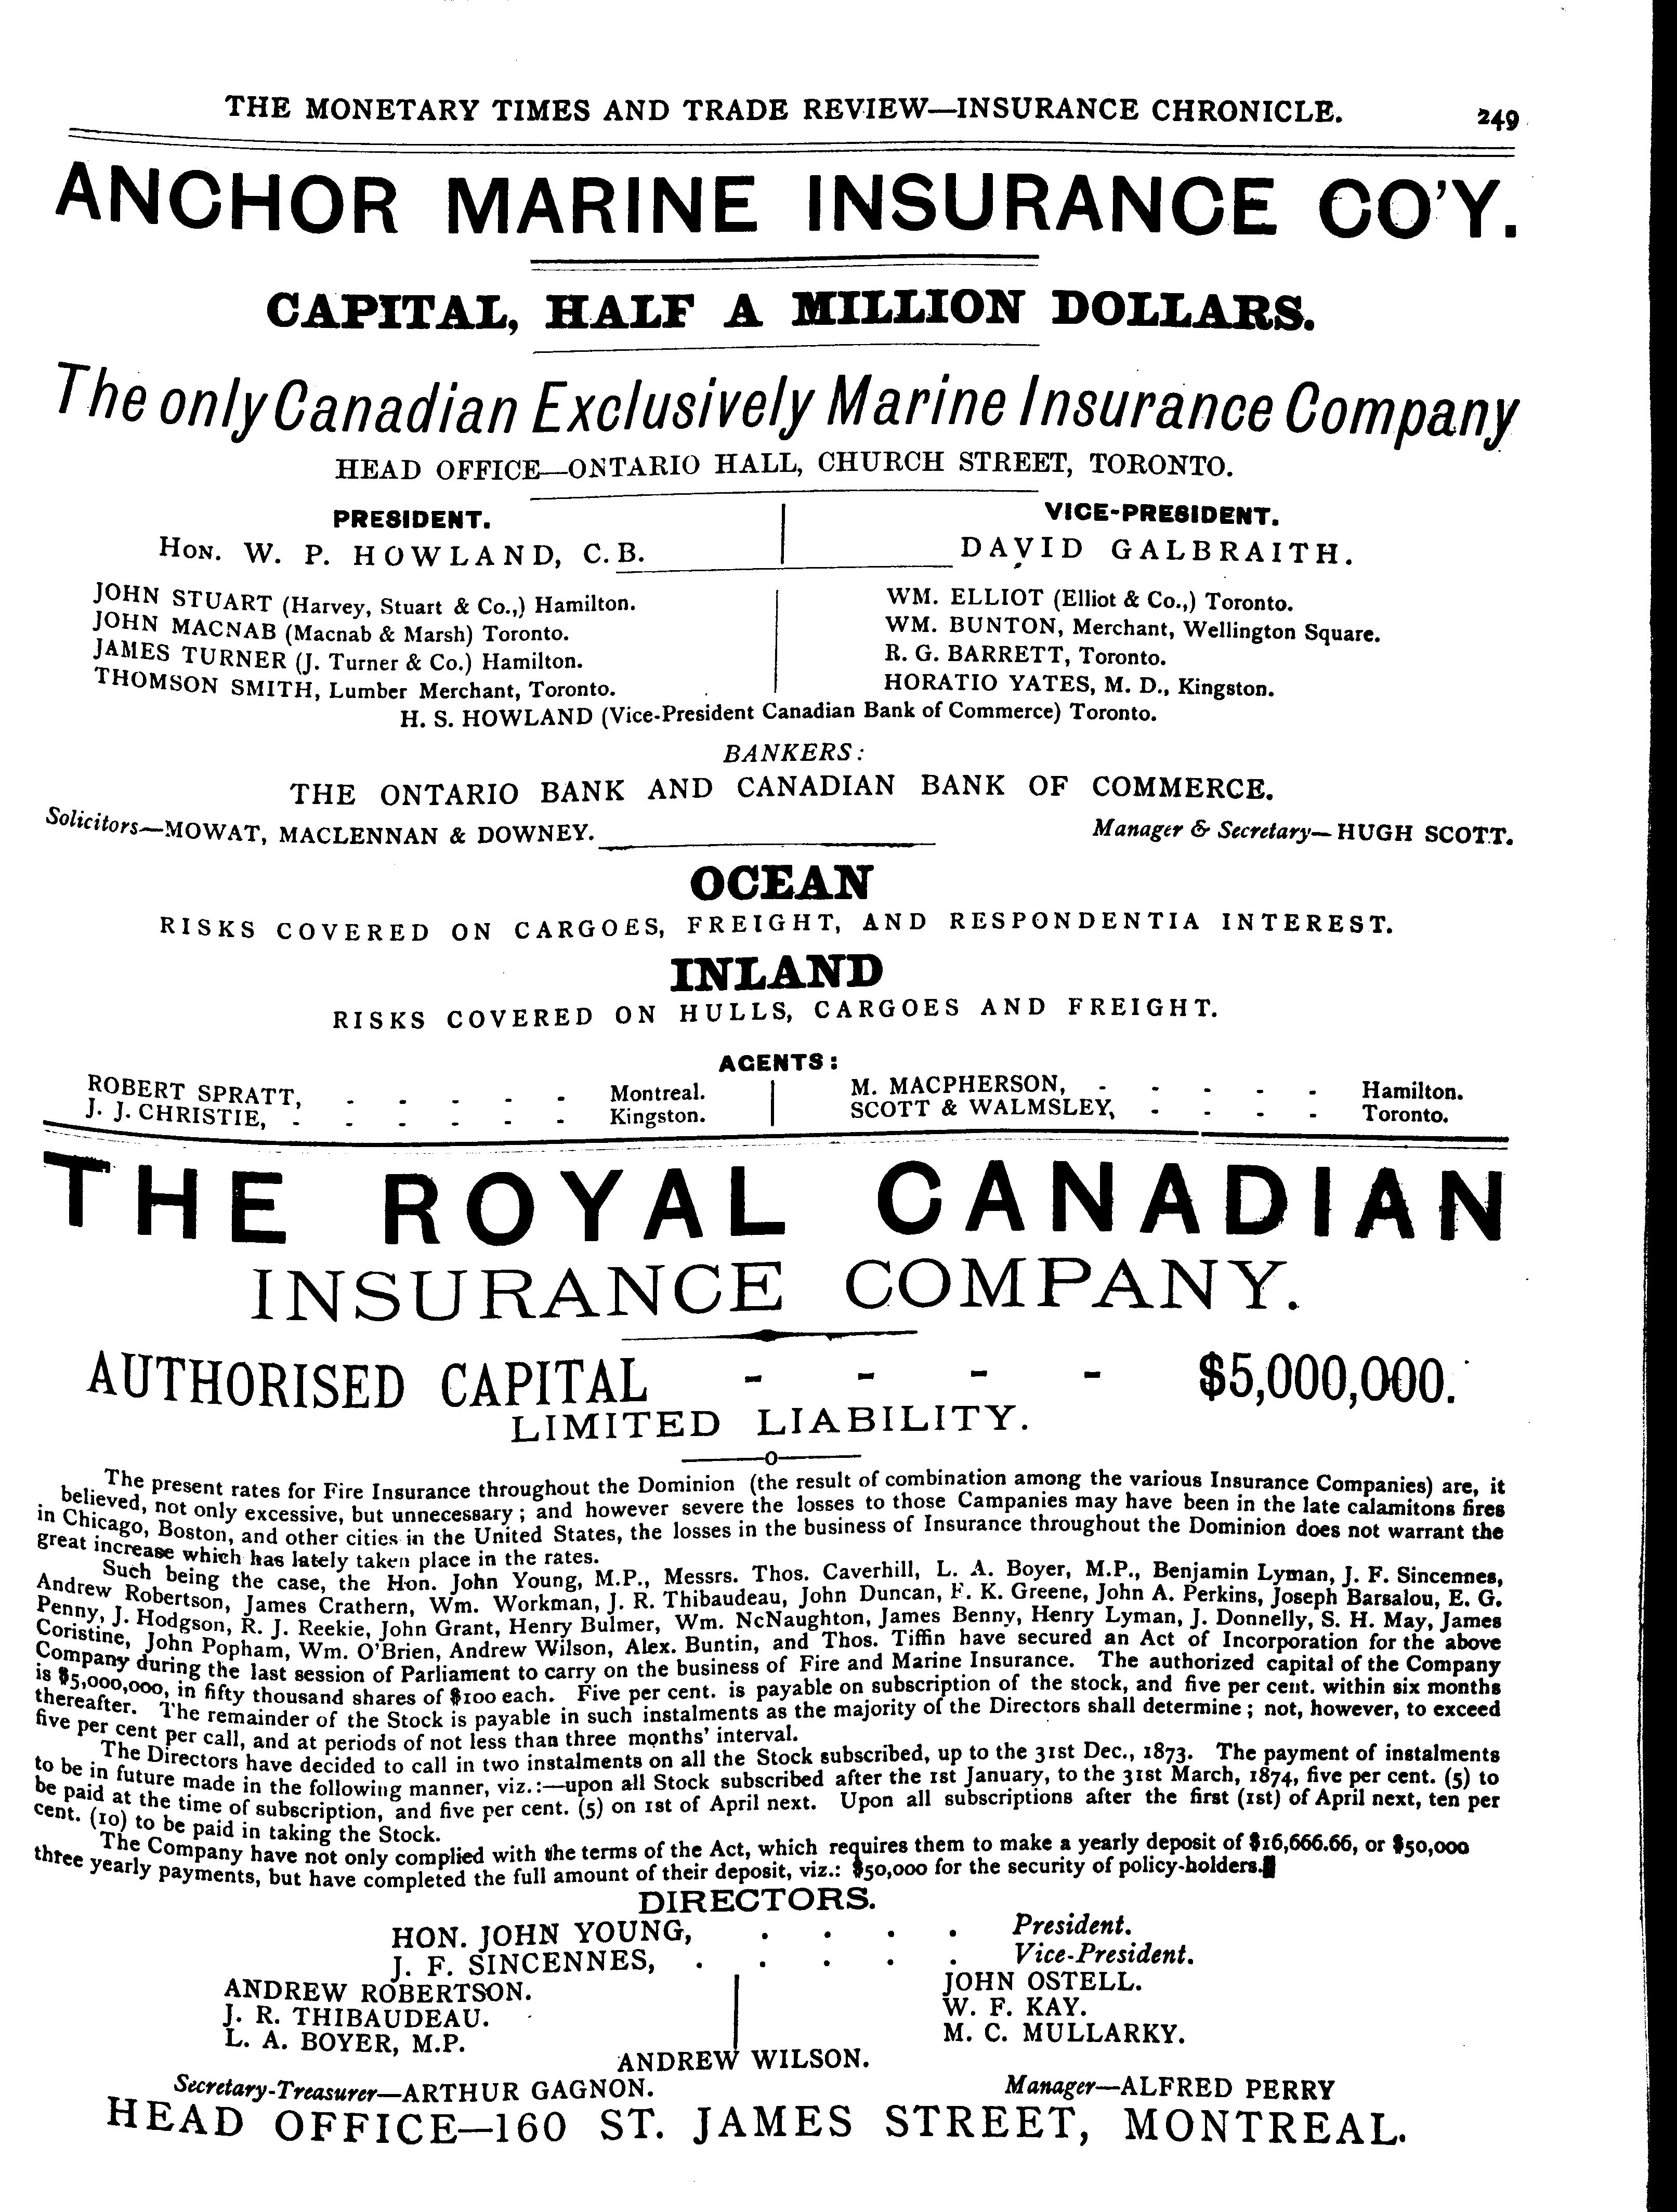 THE MONETARY TIMES AND TRADE REVIEW—INSURANCE CHRONICLE. 249
ANCHOR MARINE INSURANCE CO'Y.
CAPITAL, HALF A MILLION DOLLARS.
The only Canadian Exclusively Marine Insurance Company
HEAD OFFICE—ONTARIO HALL, CHURCH STREET, TORONTO.
PRESIDENT.
HON. W. P. HOWLAND, C. B.
VICE-PRESIDENT.
DAVID GALBRAITH.
JOHN STUART (Harvey, Stuart & Co.,) Hamilton.
JOHN MACNAB (Macnab & Marsh) Toronto.
JAMES TURNER (J. Turner & Co.) Hamilton.
THOMSON SMITH, Lumber Merchant, Toronto.
WM. ELLIOT (Elliot & Co.,) Toronto.
WM. BUNTON, Merchant, Wellington Square.
R. G. BARRETT, Toronto.
HORATIO YATES, M. D., Kingston.
H. S. HOWLAND (Vice-President Canadian Bank of Commerce) Toronto.
BANKERS:
THE ONTARIO BANK AND CANADIAN BANK OF COMMERCE.
Solicitors—MOWAT, MACLENNAN & DOWNEY. Manager & Secretary—HUGH SCOTT.
OCEAN
RISKS COVERED ON CARGOES, FREIGHT, AND RESPONDENTIA INTEREST.
INLAND
RISKS COVERED ON HULLS, CARGOES AND FREIGHT.
AGENTS:
ROBERT SPRATT, - - - - - Montreal.
J. J. CHRISTIE, - - - - - - Kingston.
M. MACPHERSON, - - - - - Hamilton.
SCOTT & WALMSLEY, - - - - Toronto.
THE ROYAL CANADIAN
INSURANCE COMPANY.
AUTHORISED CAPITAL - - - - $5,000,000.
LIMITED LIABILITY.
The present rates for Fire Insurance throughout the Dominion (the result of combination among the various Insurance Companies) are, it
believed, not only excessive, but unnecessary; and however severe the losses to those Campanies may have been in the late calamitons fires
in Chicago, Boston, and other cities in the United States, the losses in the business of Insurance throughout the Dominion does not warrant the
great increase which has lately taken place in the rates.
Such being the case, the Hon. John Young, M.P., Messrs. Thos. Caverhill, L. A. Boyer, M.P., Benjamin Lyman, J. F. Sincennes,
Andrew Robertson, James Crathern, Wm. Workman, J. R. Thibaudeau, John Duncan, F. K. Greene, John A. Perkins, Joseph Barsalou, E. G.
Penny, J. Hodgson, R. J. Reekie, John Grant, Henry Bulmer, Wm. NcNaughton, James Benny, Henry Lyman, J. Donnelly, S. H. May, James
Coristine, John Popham, Wm. O'Brien, Andrew Wilson, Alex. Buntin, and Thos. Tiffin have secured an Act of Incorporation for the above
Company during the last session of Parliament to carry on the business of Fire and Marine Insurance. The authorized capital of the Company
is $5,000,000, in fifty thousand shares of $100 each. Five per cent. is payable on subscription of the stock, and five per cent. within six months
thereafter. The remainder of the Stock is payable in such instalments as the majority of the Directors shall determine; not, however, to exceed
five per cent per call, and at periods of not less than three months' interval.
The Directors have decided to call in two instalments on all the Stock subscribed, up to the 31st Dec., 1873. The payment of instalments
to be in future made in the following manner, viz.:—upon all Stock subscribed after the 1st January, to the 31st March, 1874, five per cent. (5) to
be paid at the time of subscription, and five per cent. (5) on 1st of April next. Upon all subscriptions after the first (1st) of April next, ten per
cent. (10) to be paid in taking the Stock.
The Company have not only complied with the terms of the Act, which requires them to make a yearly deposit of $16,666.66, or $50,000
three yearly payments, but have completed the full amount of their deposit, viz.: $50,000 for the security of policy-holders.
DIRECTORS.
HON. JOHN YOUNG, . . . . President.
J. F. SINCENNES, . . . . . Vice-President.
ANDREW ROBERTSON.
J. R. THIBAUDEAU.
L. A. BOYER, M.P.
JOHN OSTELL.
W. F. KAY.
M. C. MULLARKY.
ANDREW WILSON.
Secretary-Treasurer—ARTHUR GAGNON. Manager—ALFRED PERRY
HEAD OFFICE—160 ST. JAMES STREET, MONTREAL.